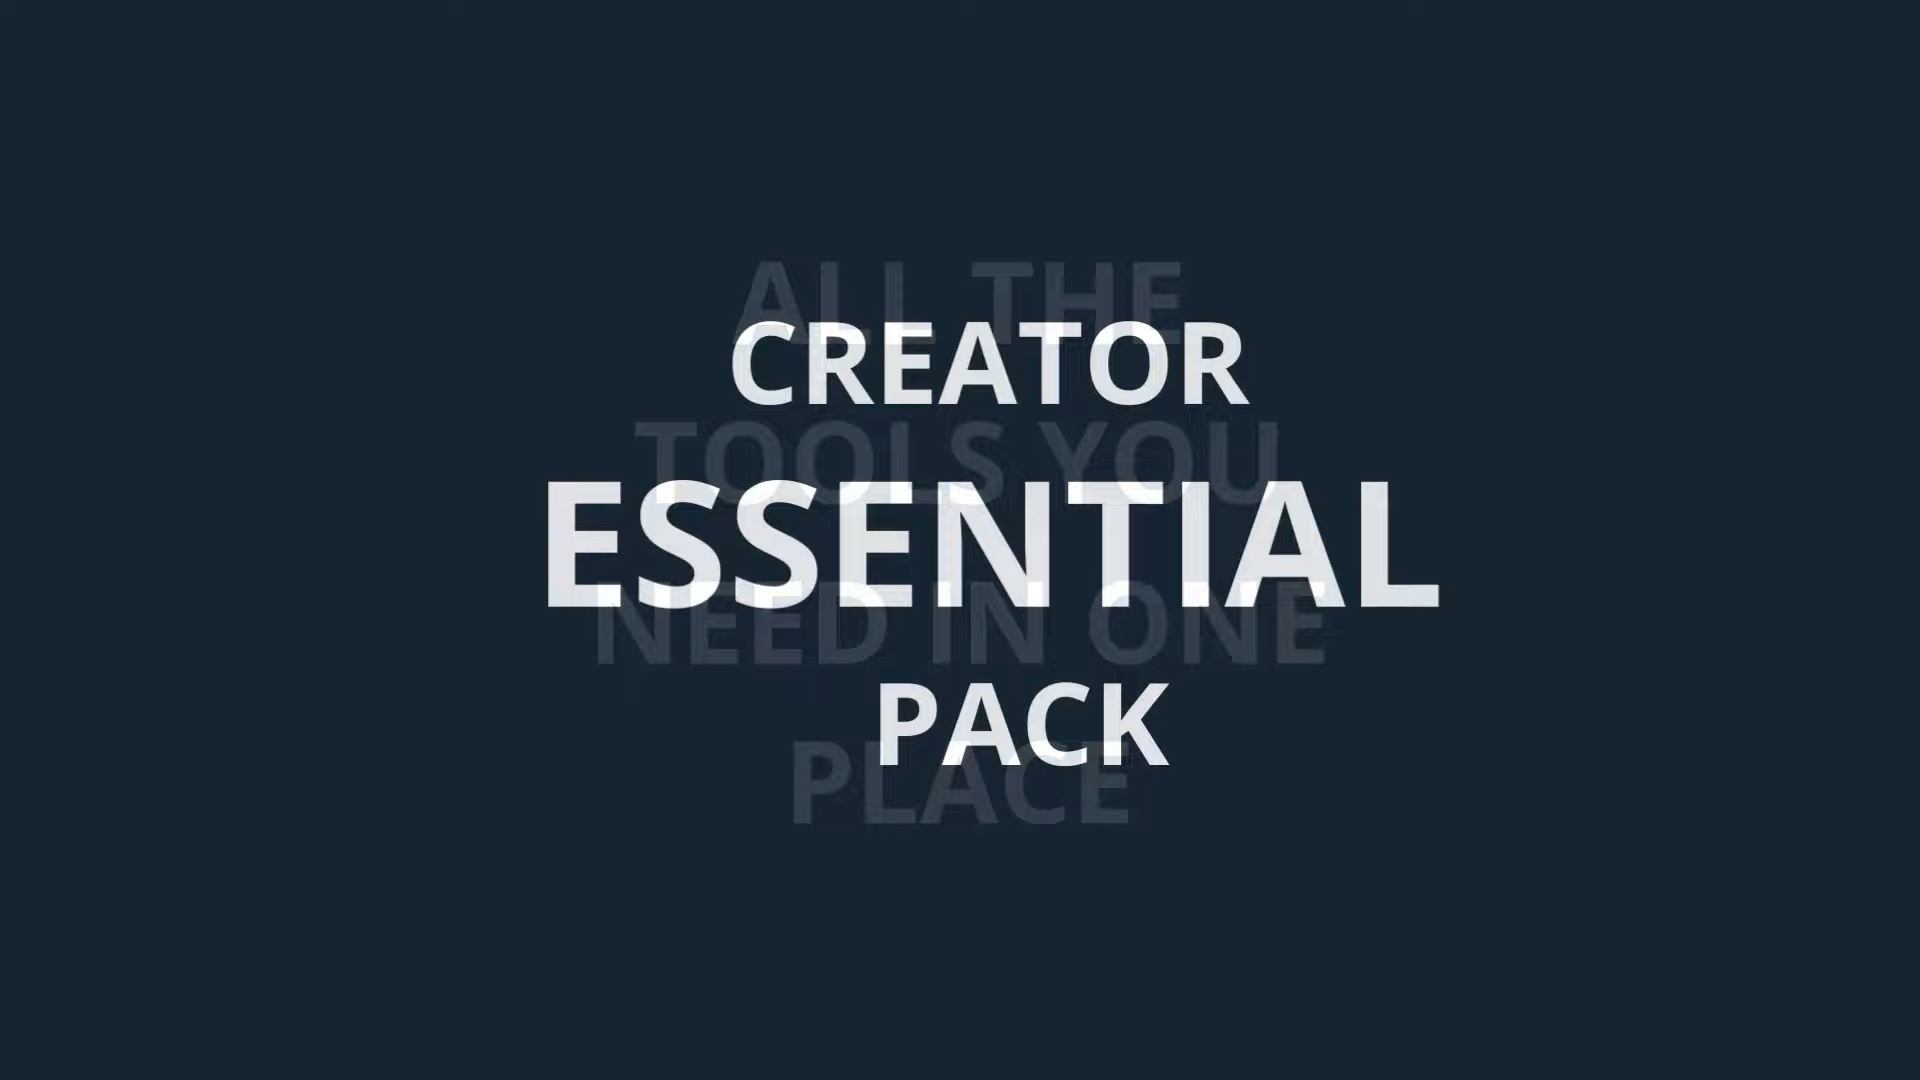 ALL THE
CREATOR
TOOLS YOU
ESSENTIAL
NEED IN ONE
PACK
PLACE